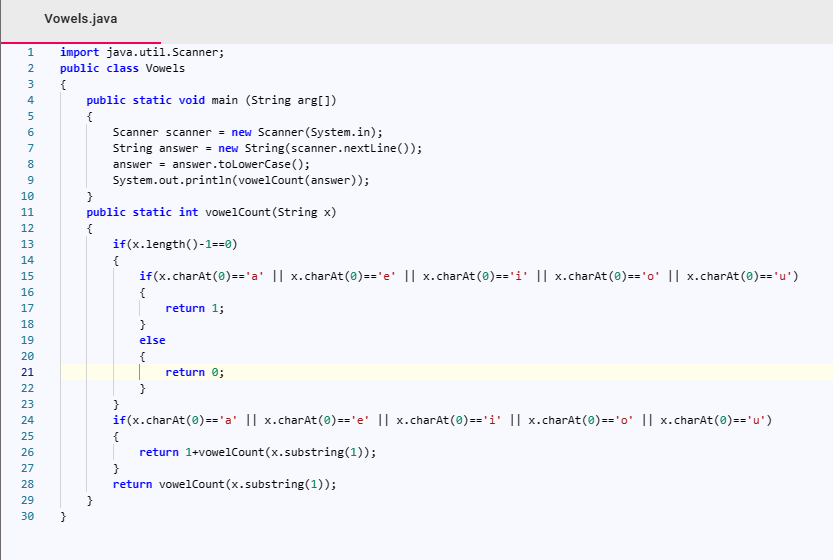 Vowels.java
1 import java.util.Scanner;
2 public class Vowels
3 {
4     public static void main (String arg[])
5     {
6         Scanner scanner = new Scanner(System.in);
7         String answer = new String(scanner.nextLine());
8         answer = answer.toLowerCase();
9         System.out.println(vowelCount(answer));
10     }
11     public static int vowelCount(String x)
12     {
13         if(x.length()-1==0)
14         {
15             if(x.charAt(0)=='a' || x.charAt(0)=='e' || x.charAt(0)=='i' || x.charAt(0)=='o' || x.charAt(0)=='u')
16             {
17                 return 1;
18             }
19             else
20             {
21                 return 0;
22             }
23         }
24         if(x.charAt(0)=='a' || x.charAt(0)=='e' || x.charAt(0)=='i' || x.charAt(0)=='o' || x.charAt(0)=='u')
25         {
26             return 1+vowelCount(x.substring(1));
27         }
28         return vowelCount(x.substring(1));
29     }
30 }